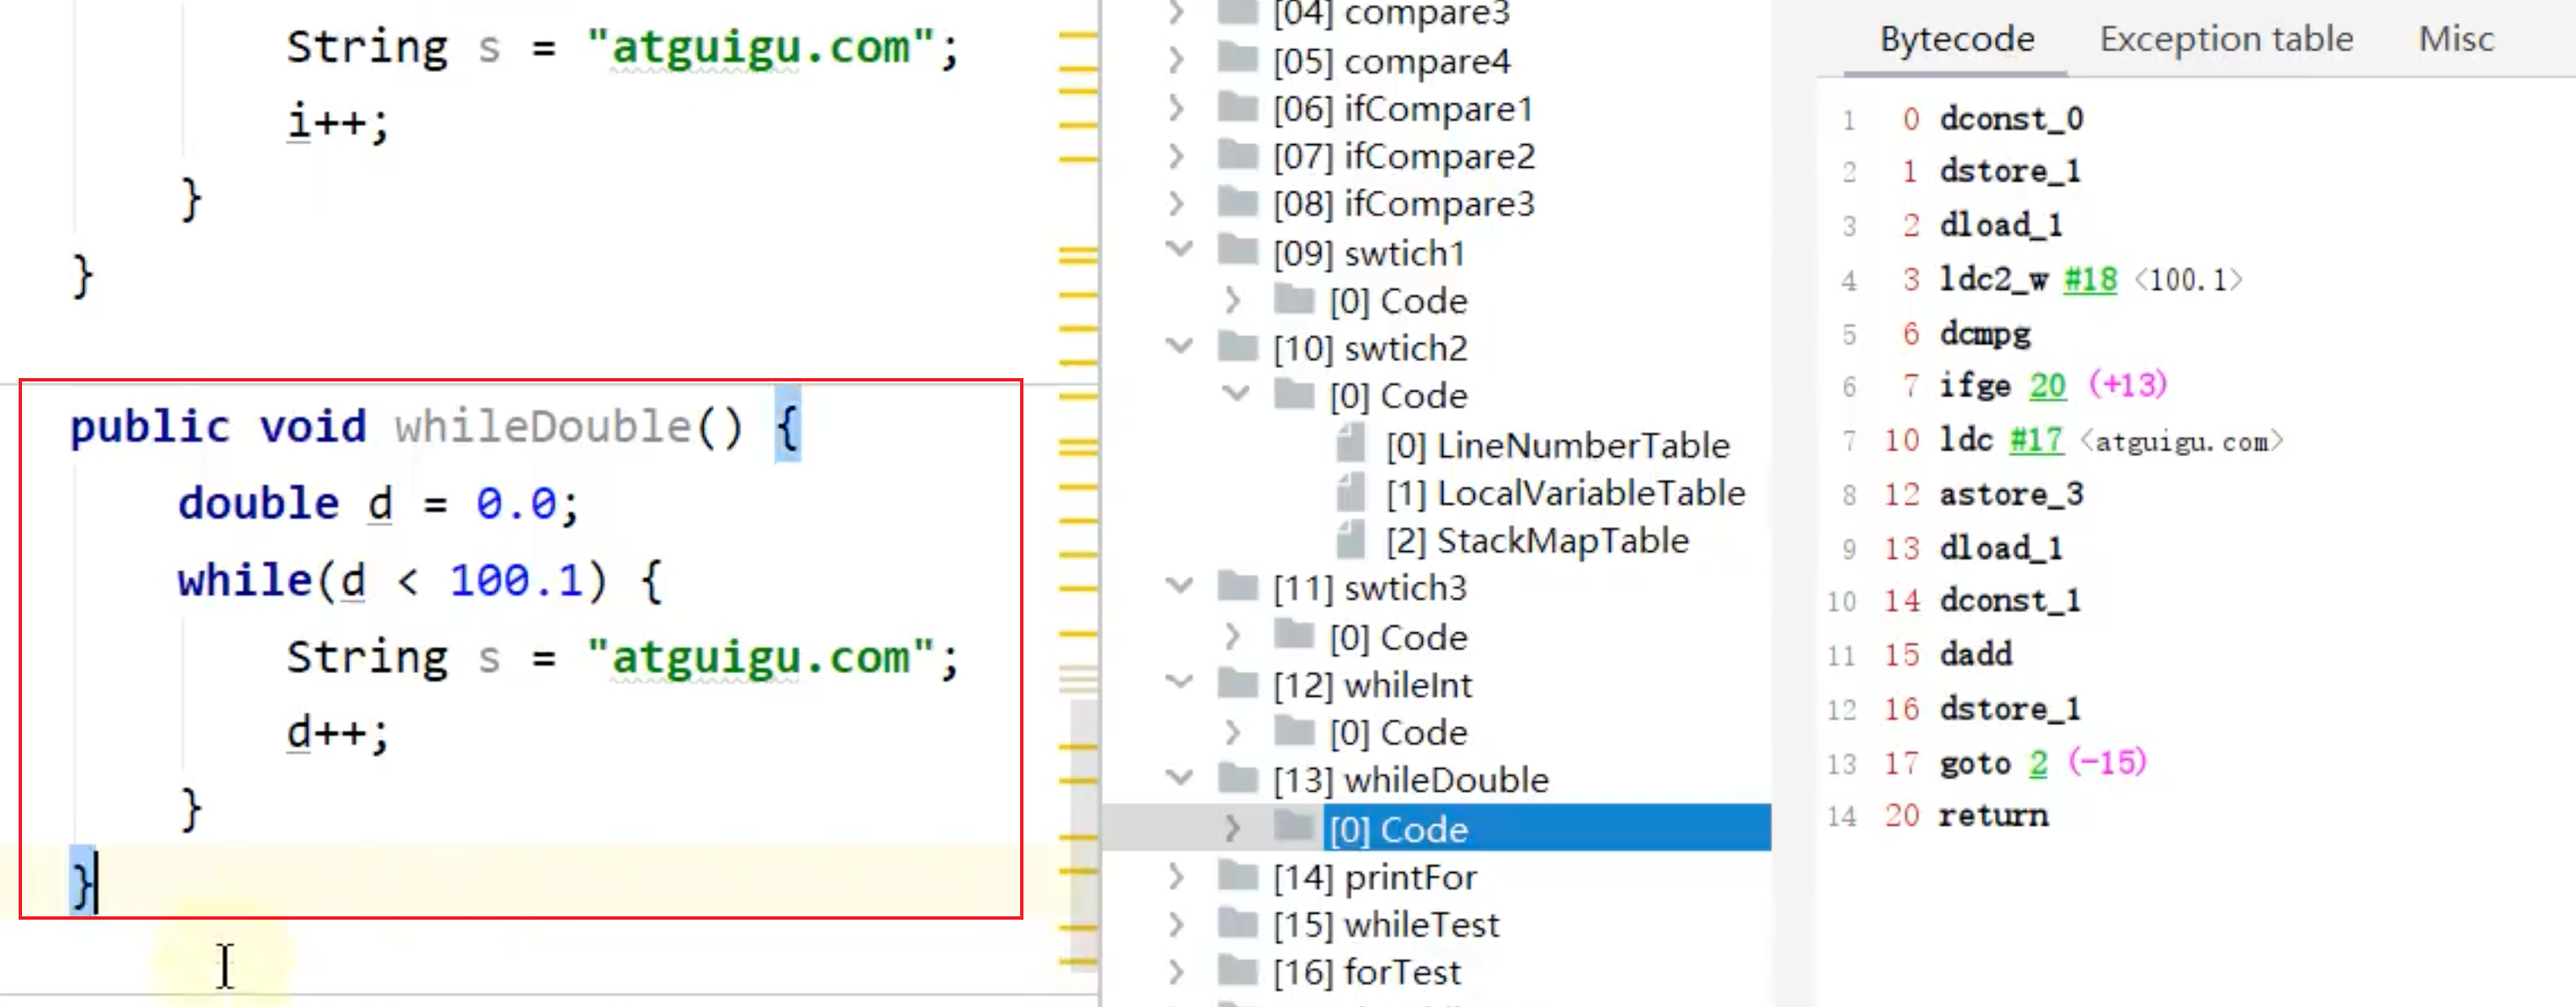 String s = "atguigu.com";
i++;
}
}
public void whileDouble() {
double d = 0.0;
while(d < 100.1) {
String s = "atguigu.com";
d++;
}
}
[04] compare3
[05] compare4
[06] ifCompare1
[07] ifCompare2
[08] ifCompare3
[09] swtich1
[0] Code
[10] swtich2
[0] Code
[0] LineNumberTable
[1] LocalVariableTable
[2] StackMapTable
[11] swtich3
[0] Code
[12] whileInt
[0] Code
[13] whileDouble
[0] Code
[14] printFor
[15] whileTest
[16] forTest
Bytecode Exception table Misc
1 0 dconst_0
2 1 dstore_1
3 2 dload_1
4 3 ldc2_w #18 <100.1>
5 6 dcmpg
6 7 ifge 20 (+13)
7 10 ldc #17 <atguigu.com>
8 12 astore_3
9 13 dload_1
10 14 dconst_1
11 15 dadd
12 16 dstore_1
13 17 goto 2 (-15)
14 20 return